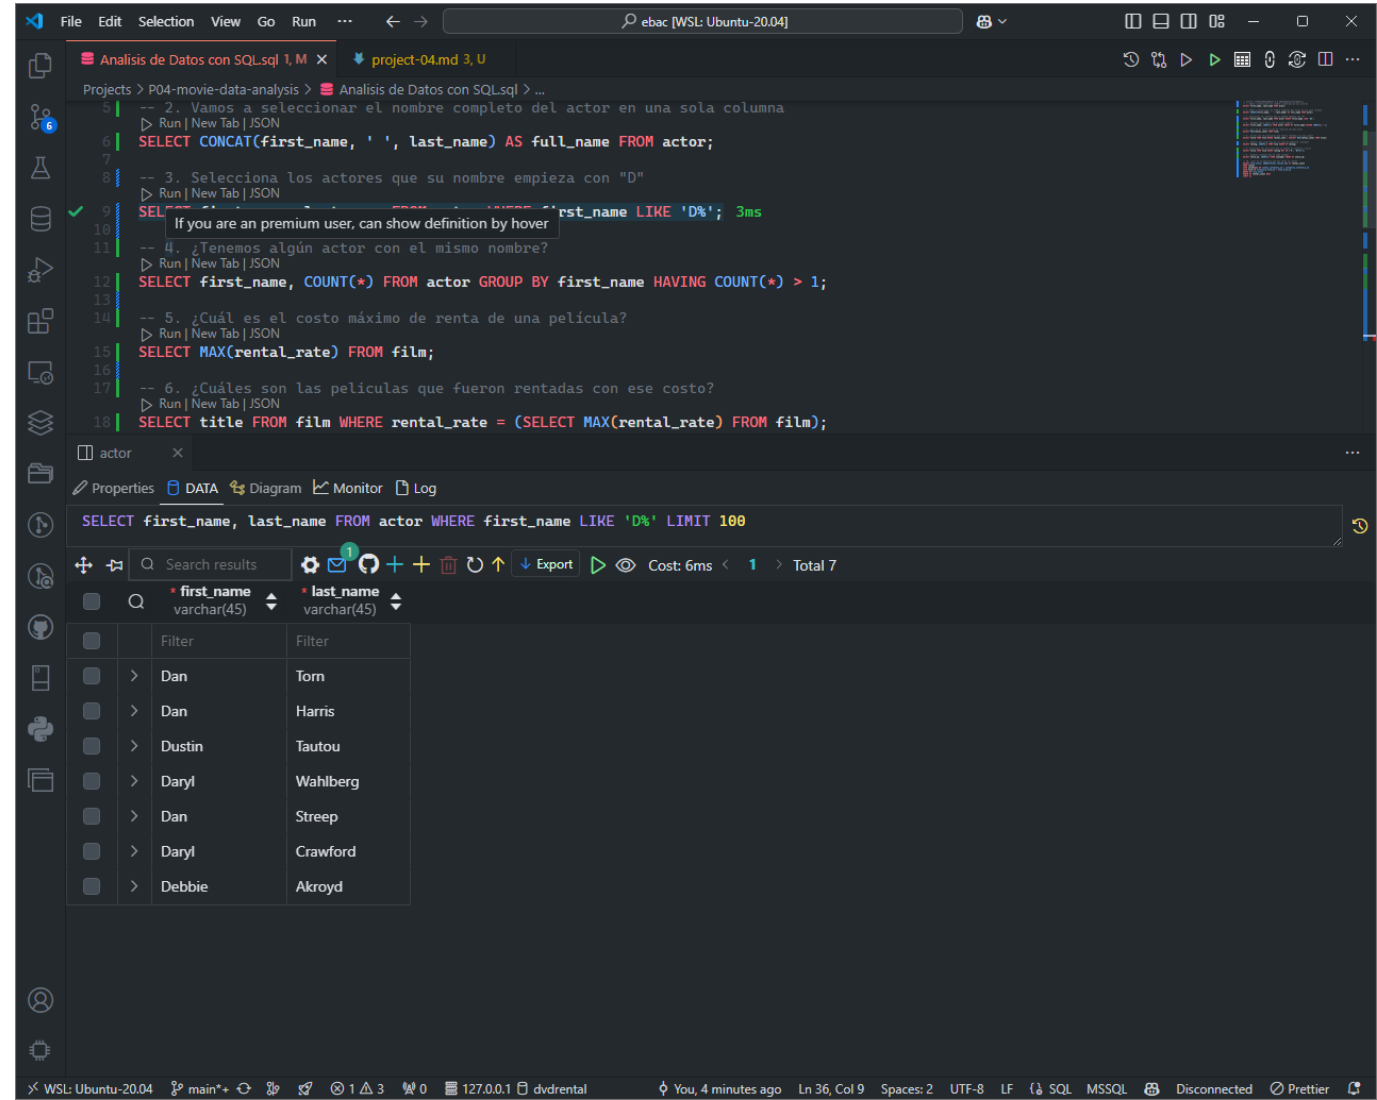 File Edit Selection View Go Run ··· ← → ebac [WSL: Ubuntu-20.04]
Analisis de Datos con SQL.sql 1, M × project-04.md 3, U
Projects > P04-movie-data-analysis > Analisis de Datos con SQL.sql > ...
5 -- 2. Vamos a seleccionar el nombre completo del actor en una sola columna
Run | New Tab | JSON
6 SELECT CONCAT(first_name, ' ', last_name) AS full_name FROM actor;
7
8 -- 3. Selecciona los actores que su nombre empieza con "D"
Run | New Tab | JSON
9 SELECT first_name, last_name FROM actor WHERE first_name LIKE 'D%'; 3ms
If you are an premium user, can show definition by hover
10
11 -- 4. ¿Tenemos algún actor con el mismo nombre?
Run | New Tab | JSON
12 SELECT first_name, COUNT(*) FROM actor GROUP BY first_name HAVING COUNT(*) > 1;
13
14 -- 5. ¿Cuál es el costo máximo de renta de una película?
Run | New Tab | JSON
15 SELECT MAX(rental_rate) FROM film;
16
17 -- 6. ¿Cuáles son las peliculas que fueron rentadas con ese costo?
Run | New Tab | JSON
18 SELECT title FROM film WHERE rental_rate = (SELECT MAX(rental_rate) FROM film);
6
actor ×
Properties DATA Diagram Monitor Log
SELECT first_name, last_name FROM actor WHERE first_name LIKE 'D%' LIMIT 100
Search results 1 Export Cost: 6ms < 1 > Total 7
* first_name * last_name
varchar(45) varchar(45)
Filter Filter
Dan Torn
Dan Harris
Dustin Tautou
Daryl Wahlberg
Dan Streep
Daryl Crawford
Debbie Akroyd
WSL: Ubuntu-20.04 main*+ 1 3 0 127.0.0.1 dvdrental You, 4 minutes ago Ln 36, Col 9 Spaces: 2 UTF-8 LF SQL MSSQL Disconnected Prettier